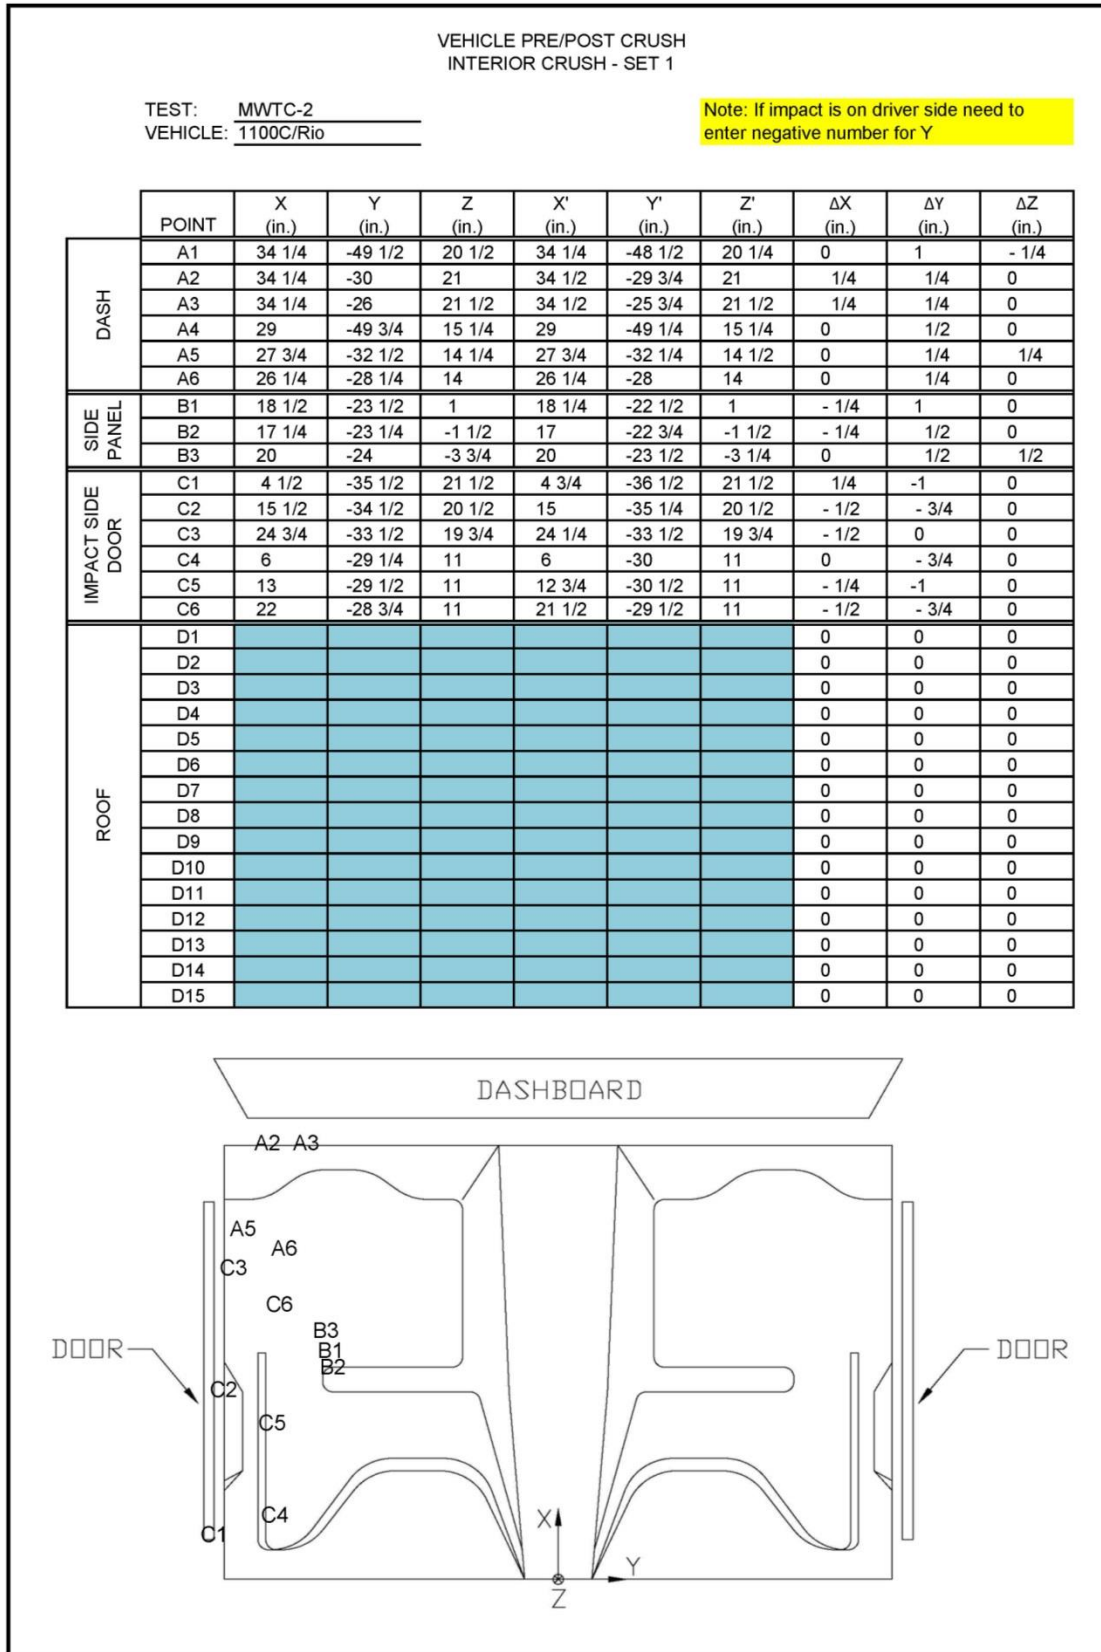 VEHICLE PRE/POST CRUSH
INTERIOR CRUSH - SET 1
TEST: MWTC-2
VEHICLE: 1100C/Rio
Note: If impact is on driver side need to
enter negative number for Y
POINT X (in.) Y (in.) Z (in.) X' (in.) Y' (in.) Z' (in.) ΔX (in.) ΔY (in.) ΔZ (in.)
DASH
A1 34 1/4 -49 1/2 20 1/2 34 1/4 -48 1/2 20 1/4 0 1 - 1/4
A2 34 1/4 -30 21 34 1/2 -29 3/4 21 1/4 1/4 0
A3 34 1/4 -26 21 1/2 34 1/2 -25 3/4 21 1/2 1/4 1/4 0
A4 29 -49 3/4 15 1/4 29 -49 1/4 15 1/4 0 1/2 0
A5 27 3/4 -32 1/2 14 1/4 27 3/4 -32 1/4 14 1/2 0 1/4 1/4
A6 26 1/4 -28 1/4 14 26 1/4 -28 14 0 1/4 0
SIDE PANEL
B1 18 1/2 -23 1/2 1 18 1/4 -22 1/2 1 - 1/4 1 0
B2 17 1/4 -23 1/4 -1 1/2 17 -22 3/4 -1 1/2 - 1/4 1/2 0
B3 20 -24 -3 3/4 20 -23 1/2 -3 1/4 0 1/2 1/2
IMPACT SIDE DOOR
C1 4 1/2 -35 1/2 21 1/2 4 3/4 -36 1/2 21 1/2 1/4 -1 0
C2 15 1/2 -34 1/2 20 1/2 15 -35 1/4 20 1/2 - 1/2 - 3/4 0
C3 24 3/4 -33 1/2 19 3/4 24 1/4 -33 1/2 19 3/4 - 1/2 0 0
C4 6 -29 1/4 11 6 -30 11 0 - 3/4 0
C5 13 -29 1/2 11 12 3/4 -30 1/2 11 - 1/4 -1 0
C6 22 -28 3/4 11 21 1/2 -29 1/2 11 - 1/2 - 3/4 0
ROOF
D1 0 0 0
D2 0 0 0
D3 0 0 0
D4 0 0 0
D5 0 0 0
D6 0 0 0
D7 0 0 0
D8 0 0 0
D9 0 0 0
D10 0 0 0
D11 0 0 0
D12 0 0 0
D13 0 0 0
D14 0 0 0
D15 0 0 0
DASHBOARD
A2 A3
A5
A6
C3
C6
B3
B1
B2
DOOR
DOOR
C2
C5
C4
C1
X
Y
Z